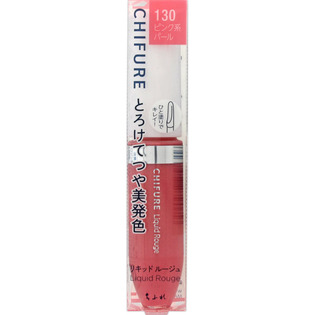 130
ピンク系
パール
CHIFURE
とろけてつや美発色
ひと塗りで
キレイ!
CHIFURE
Liquid Rouge
リキッド ルージュ
Liquid Rouge
ちふれ